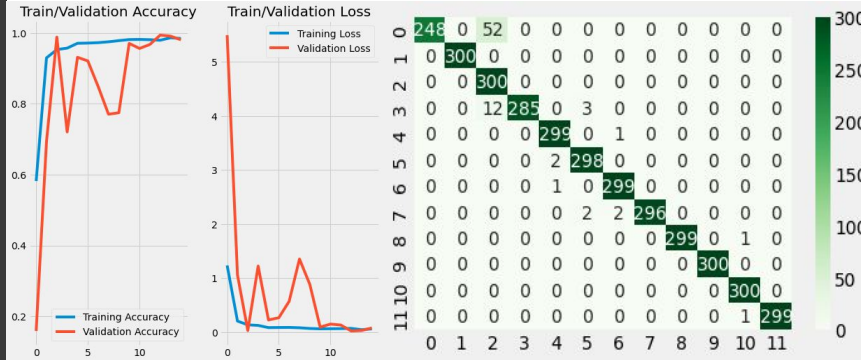 Train/Validation Accuracy
1.0
0.8
0.6
0.4
0.2
Training Accuracy
Validation Accuracy
0 5 10
Train/Validation Loss
Training Loss
Validation Loss
5
4
3
2
1
0
0 5 10
0 248 0 52 0 0 0 0 0 0 0 0 0
1 0 300 0 0 0 0 0 0 0 0 0 0
2 0 0 300 0 0 0 0 0 0 0 0 0
3 0 0 12 285 0 3 0 0 0 0 0 0
4 0 0 0 0 299 0 1 0 0 0 0 0
5 0 0 0 0 2 298 0 0 0 0 0 0
6 0 0 0 0 1 0 299 0 0 0 0 0
7 0 0 0 0 0 2 2 296 0 0 0 0
8 0 0 0 0 0 0 0 0 299 0 1 0
9 0 0 0 0 0 0 0 0 0 300 0 0
10 0 0 0 0 0 0 0 0 0 0 300 0
11 0 0 0 0 0 0 0 0 0 0 1 299
0 1 2 3 4 5 6 7 8 9 10 11
300
250
200
150
100
50
0